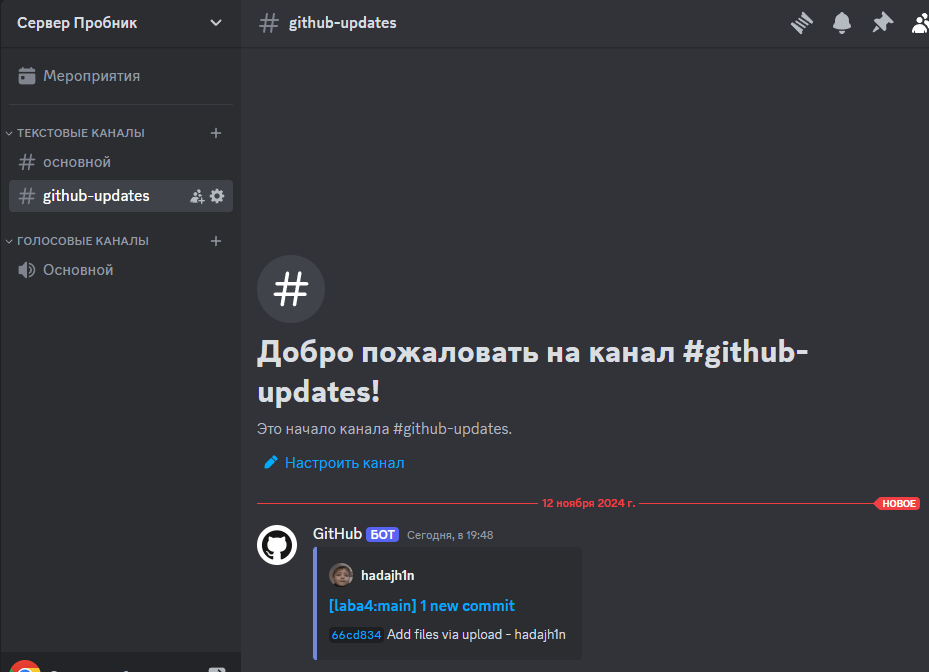 Сервер Пробник
github-updates
Мероприятия
ТЕКСТОВЫЕ КАНАЛЫ
основной
github-updates
ГОЛОСОВЫЕ КАНАЛЫ
Основной
Добро пожаловать на канал #github-
updates!
Это начало канала #github-updates.
Настроить канал
12 ноября 2024 г.
НОВОЕ
GitHub БОТ Сегодня, в 19:48
hadajh1n
[laba4:main] 1 new commit
66cd834 Add files via upload - hadajh1n